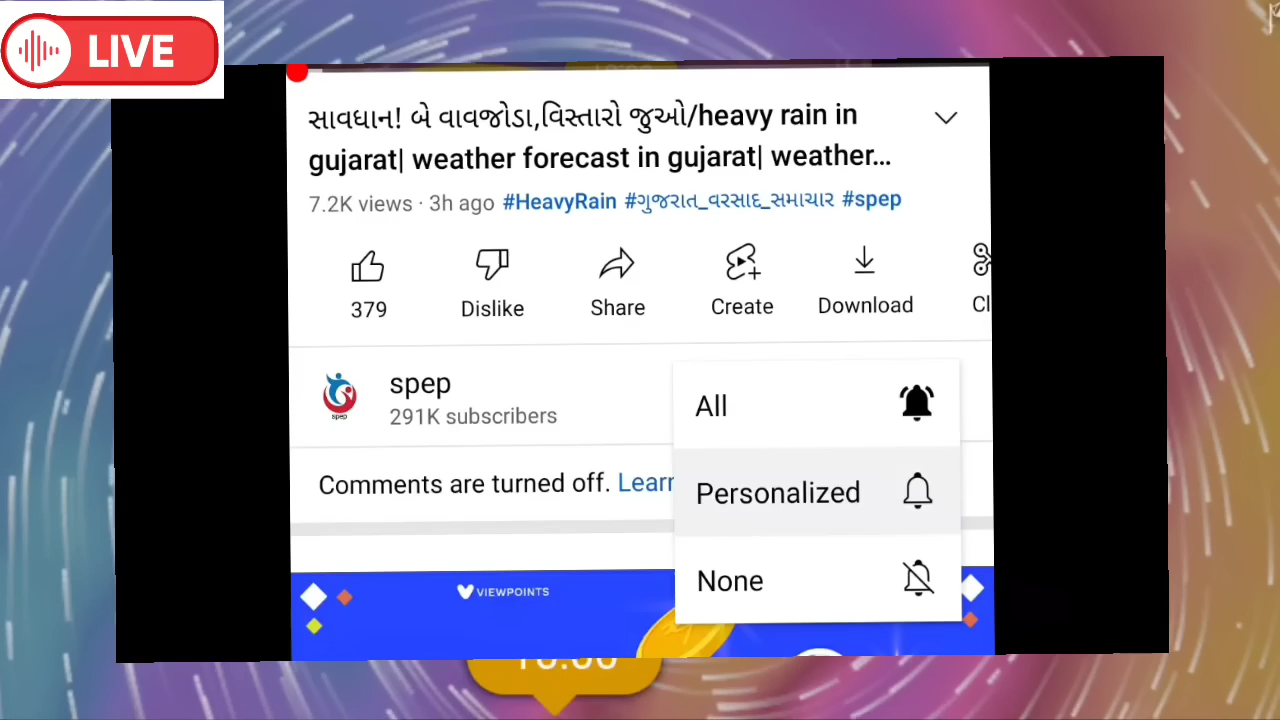 LIVE
સાવધાન! બે વાવજોડા,વિસ્તારો જુઓ/heavy rain in
gujarat| weather forecast in gujarat| weather...
7.2K views · 3h ago #HeavyRain #ગુજરાત_વરસાદ_સમાચાર #spep
379
Dislike
Share
Create
Download
Cl
spep
spep
291K subscribers
All
Comments are turned off. Learn
Personalized
None
VIEWPOINTS